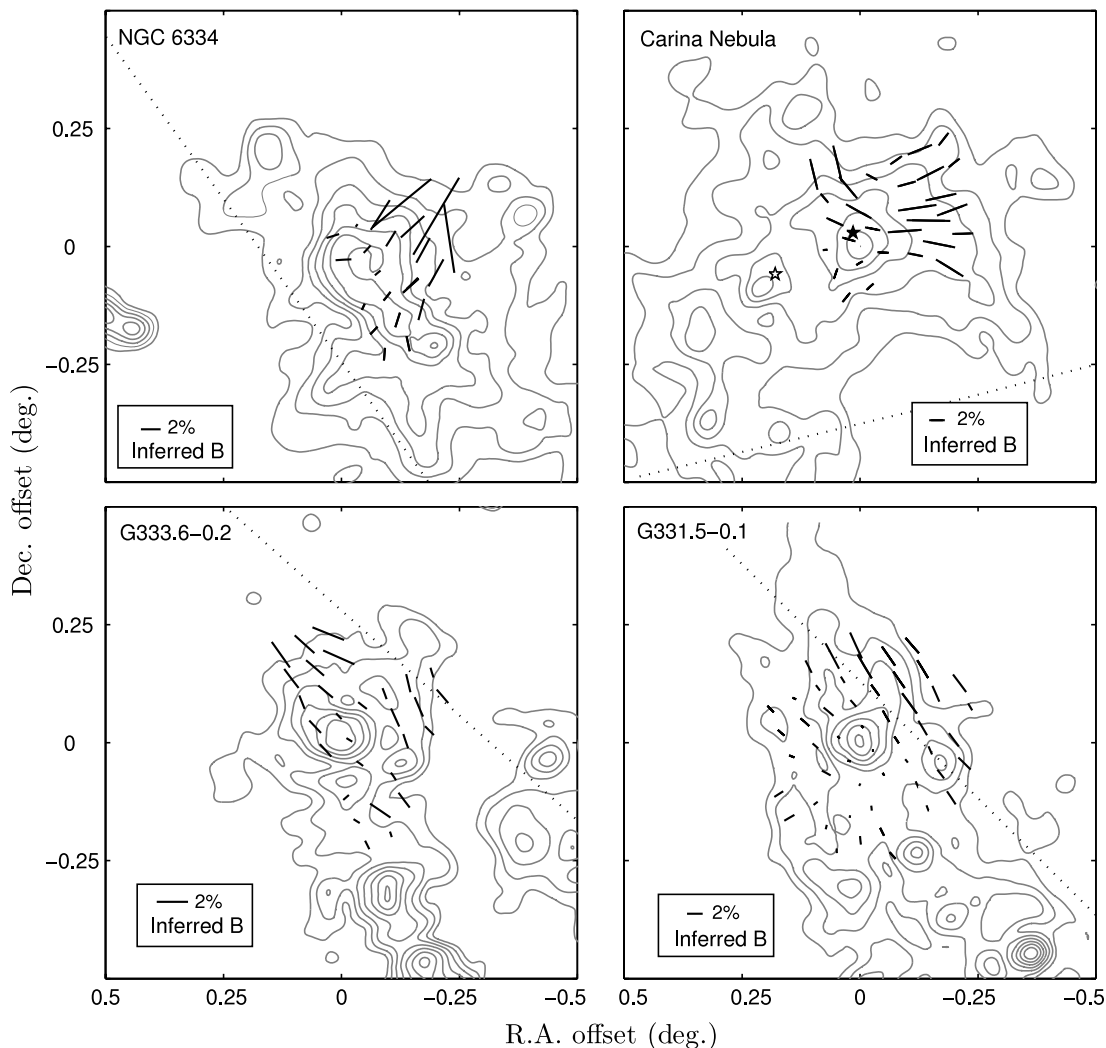 NGC 6334
Carina Nebula
0.25
0
−0.25
2%
Inferred B
2%
Inferred B
Dec. offset (deg.)
G333.6−0.2
G331.5−0.1
0.25
0
−0.25
2%
Inferred B
2%
Inferred B
0.5 0.25 0 −0.25 −0.5
0.5 0.25 0 −0.25 −0.5
R.A. offset (deg.)